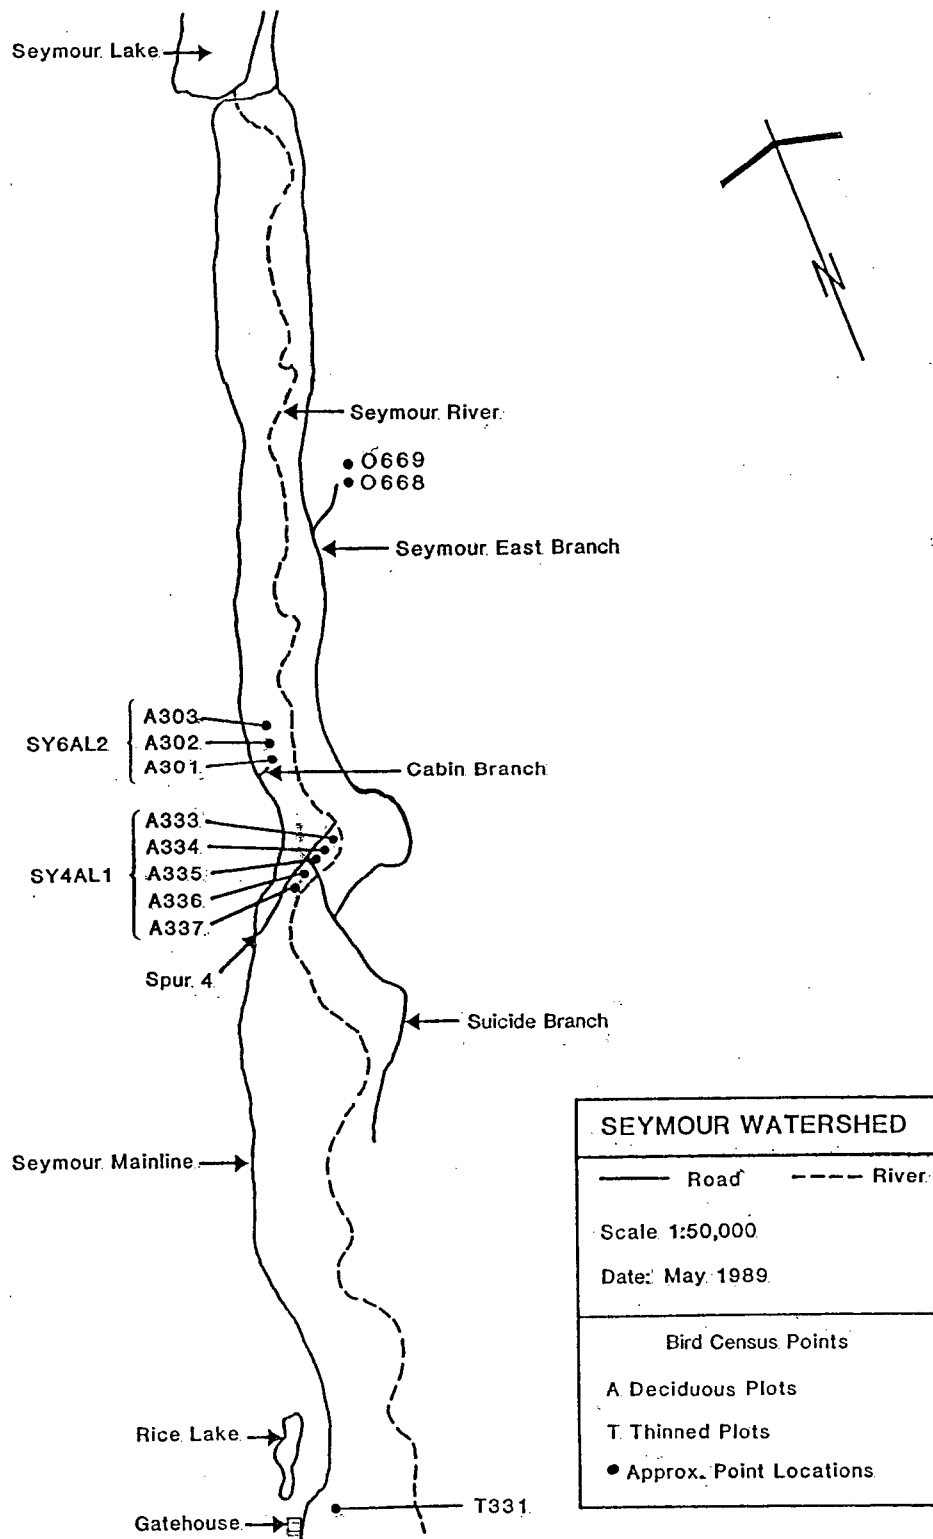 Seymour Lake
Seymour River
O669
O668
Seymour East Branch
A303
SY6AL2
A302
A301
Cabin Branch
A333
A334
SY4AL1
A335
A336
A337
Spur 4
Suicide Branch
Seymour Mainline
Rice Lake
T331
Gatehouse
N
SEYMOUR WATERSHED
Road
River
Scale 1:50,000
Date: May 1989
Bird Census Points
A Deciduous Plots
T Thinned Plots
Approx. Point Locations